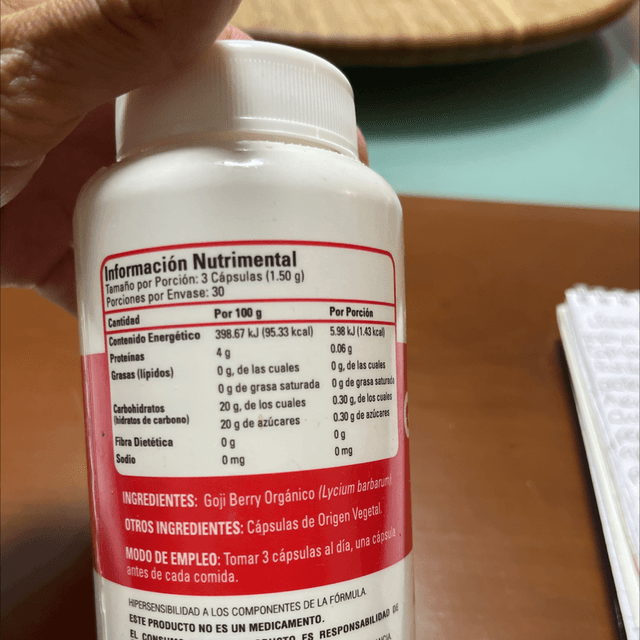 Información Nutrimental
Tamaño por Porción: 3 Cápsulas (1.50 g)
Porciones por Envase: 30
Cantidad Por 100 g Por Porción
Contenido Energético 398.67 kJ (95.33 kcal) 5.98 kJ (1.43 kcal)
Proteínas 4 g 0.06 g
Grasas (lípidos) 0 g, de las cuales 0 g, de las cuales
0 g de grasa saturada 0 g de grasa saturada
Carbohidratos 20 g, de los cuales 0.30 g, de los cuales
(hidratos de carbono) 20 g de azúcares 0.30 g de azúcares
Fibra Dietética 0 g 0 g
Sodio 0 mg 0 mg
INGREDIENTES: Goji Berry Orgánico (Lycium barbarum).
OTROS INGREDIENTES: Cápsulas de Origen Vegetal.
MODO DE EMPLEO: Tomar 3 cápsulas al día, una cápsula
antes de cada comida.
HIPERSENSIBILIDAD A LOS COMPONENTES DE LA FÓRMULA.
ESTE PRODUCTO NO ES UN MEDICAMENTO.
EL CONSUMO ES RESPONSABILIDAD DE